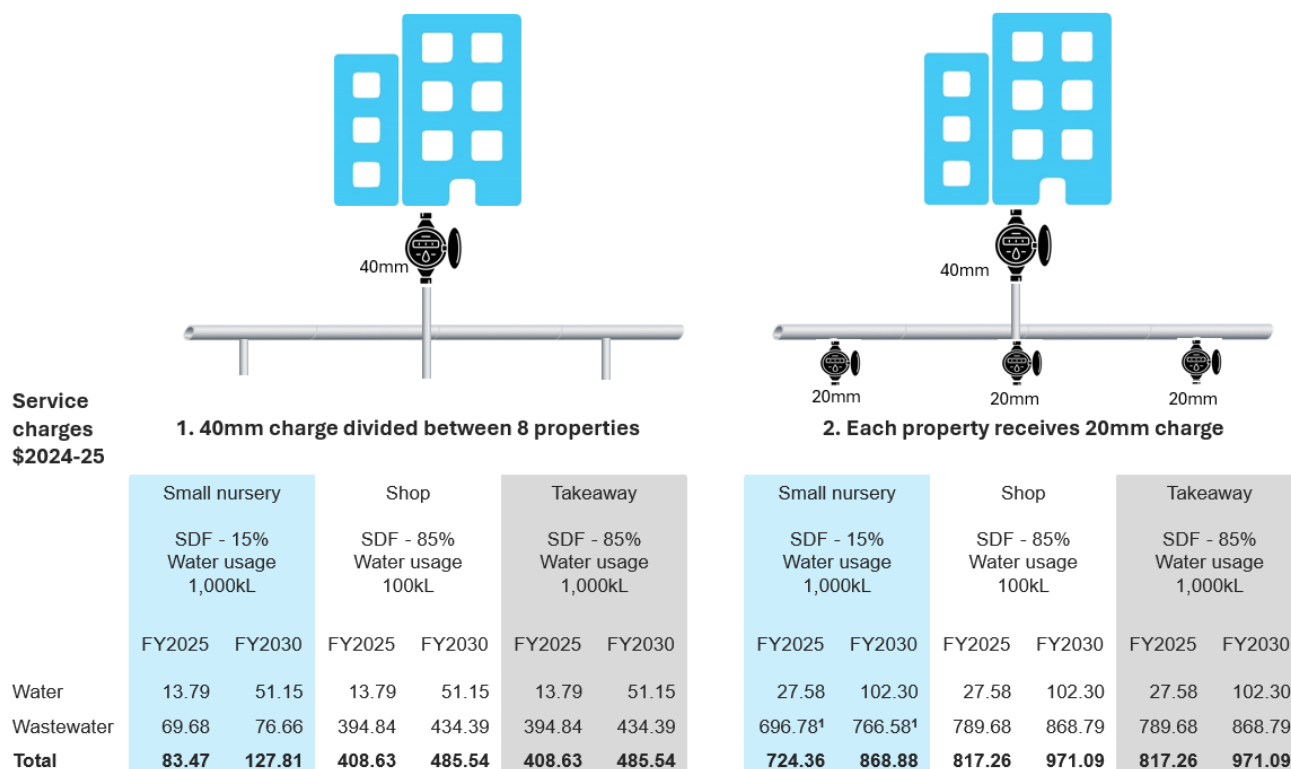 40mm
40mm
20mm 20mm 20mm
Service
charges
$2024-25
1. 40mm charge divided between 8 properties
2. Each property receives 20mm charge
Small nursery Shop Takeaway Small nursery Shop Takeaway
SDF - 15% SDF - 85% SDF - 85% SDF - 15% SDF - 85% SDF - 85%
Water usage Water usage Water usage Water usage Water usage Water usage
1,000kL 100kL 1,000kL 1,000kL 100kL 1,000kL
FY2025 FY2030 FY2025 FY2030 FY2025 FY2030 FY2025 FY2030 FY2025 FY2030 FY2025 FY2030
Water 13.79 51.15 13.79 51.15 13.79 51.15 27.58 102.30 27.58 102.30 27.58 102.30
Wastewater 69.68 76.66 394.84 434.39 394.84 434.39 696.78¹ 766.58¹ 789.68 868.79 789.68 868.79
Total 83.47 127.81 408.63 485.54 408.63 485.54 724.36 868.88 817.26 971.09 817.26 971.09